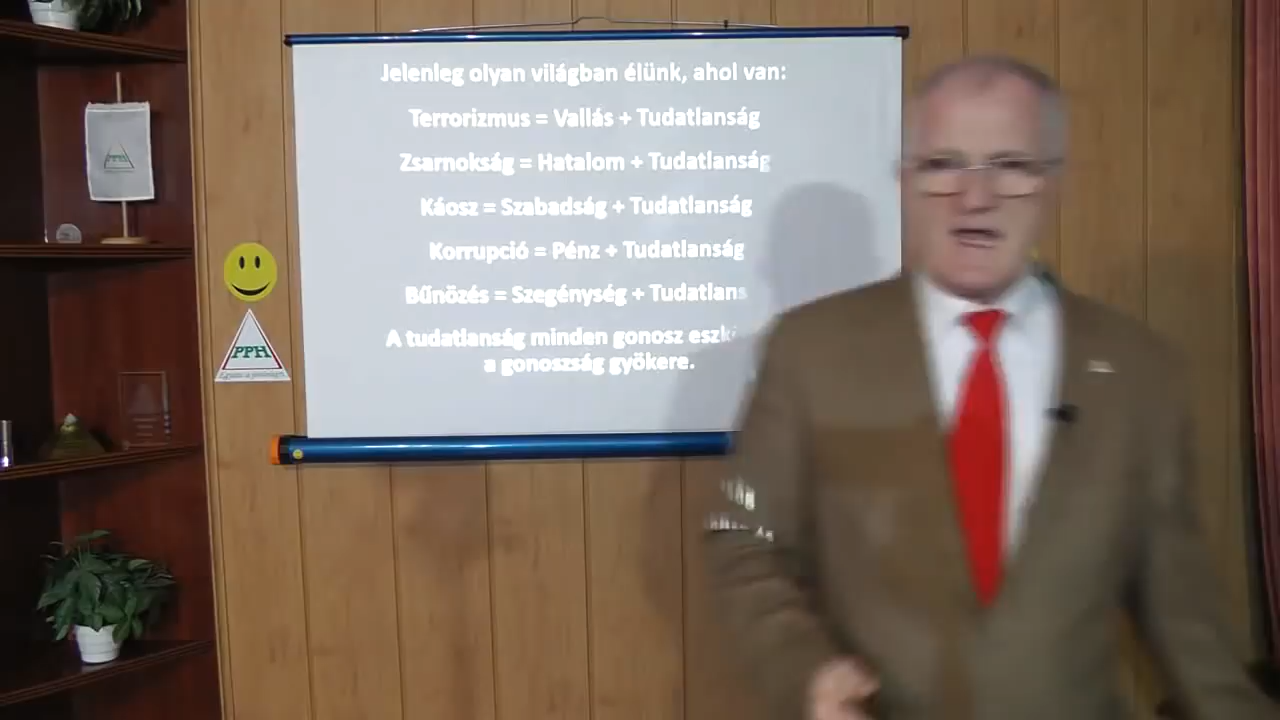 Jelenleg olyan világban élünk, ahol van:
Terrorizmus = Vallás + Tudatlanság
Zsarnokság = Hatalom + Tudatlanság
Káosz = Szabadság + Tudatlanság
Korrupció = Pénz + Tudatlanság
Bűnözés = Szegénység + Tudatlans
A tudatlanság minden gonosz
a gonoszság gyökere.
PPH
PPH